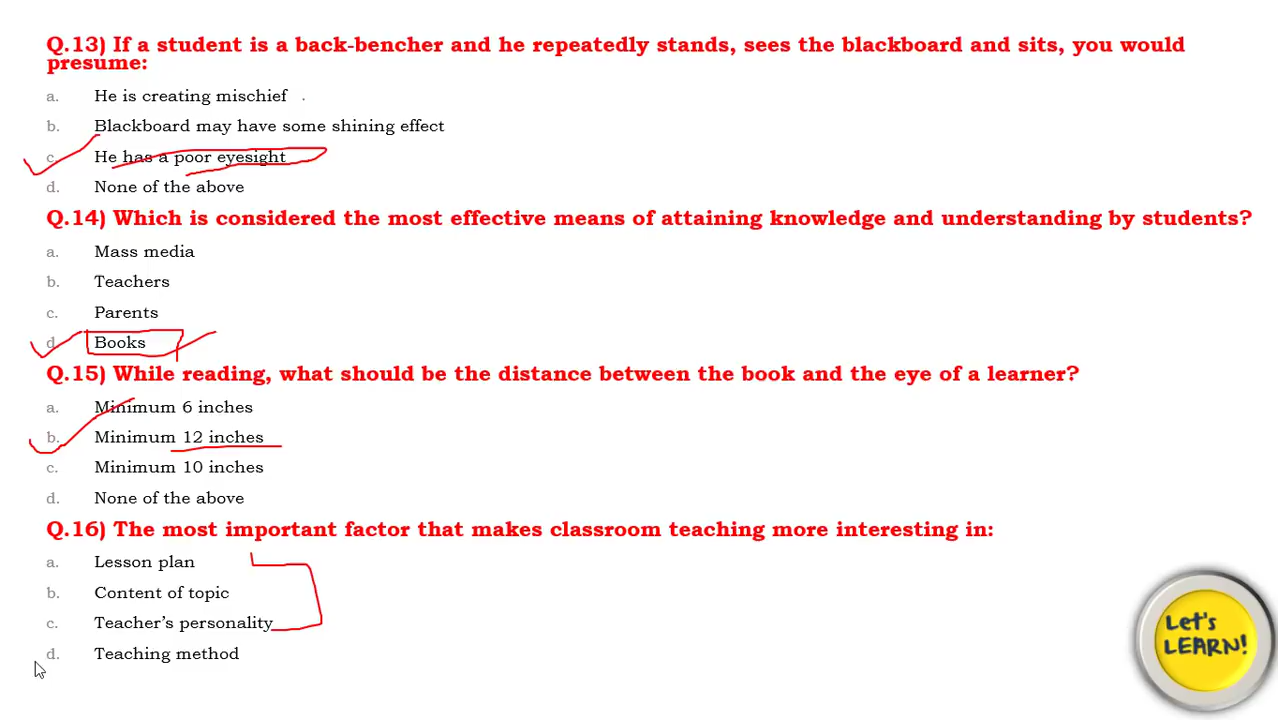 Q.13) If a student is a back-bencher and he repeatedly stands, sees the blackboard and sits, you would
presume:
a. He is creating mischief
b. Blackboard may have some shining effect
c. He has a poor eyesight
d. None of the above
Q.14) Which is considered the most effective means of attaining knowledge and understanding by students?
a. Mass media
b. Teachers
c. Parents
d. Books
Q.15) While reading, what should be the distance between the book and the eye of a learner?
a. Minimum 6 inches
b. Minimum 12 inches
c. Minimum 10 inches
d. None of the above
Q.16) The most important factor that makes classroom teaching more interesting in:
a. Lesson plan
b. Content of topic
c. Teacher's personality
d. Teaching method
Let's
LEARN!